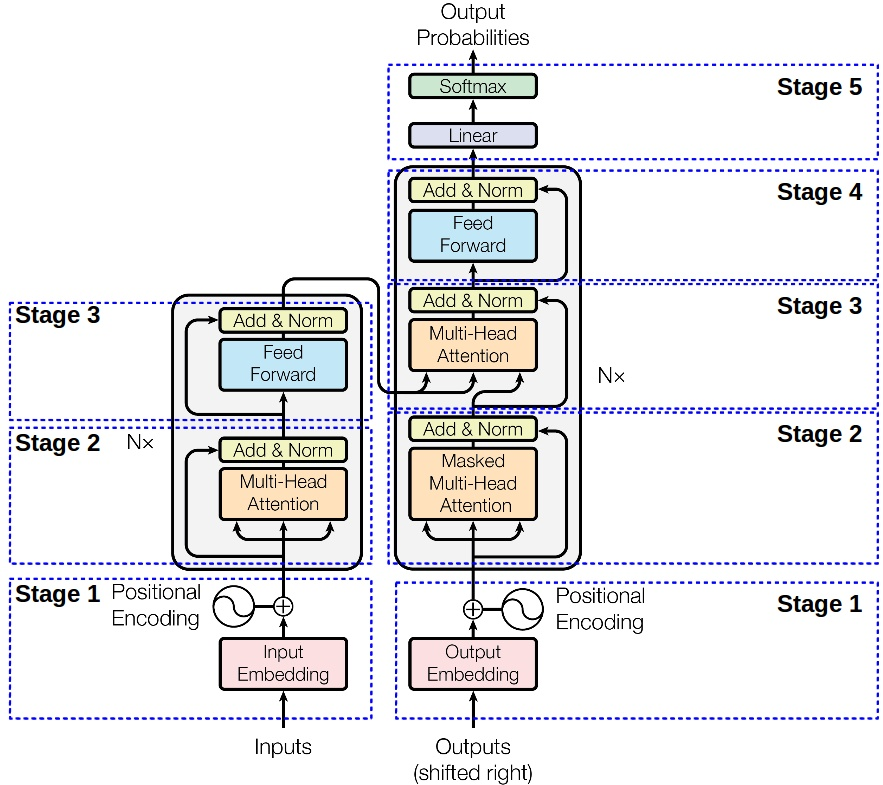 Output
Probabilities
Stage 5
Softmax
Linear
Stage 4
Add & Norm
Feed
Forward
Stage 3
Add & Norm
Multi-Head
Attention
N×
Stage 2
Add & Norm
Masked
Multi-Head
Attention
Stage 1
Positional
Encoding
Output
Embedding
Outputs
(shifted right)
Stage 3
Add & Norm
Feed
Forward
Stage 2
N×
Add & Norm
Multi-Head
Attention
Stage 1
Positional
Encoding
Input
Embedding
Inputs